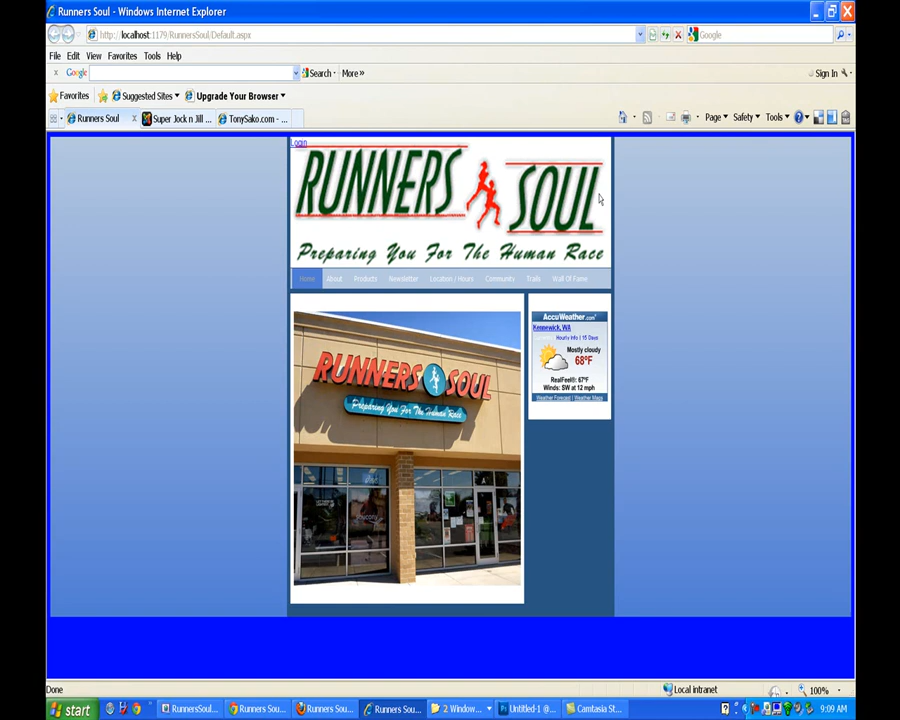 Runners Soul - Windows Internet Explorer
http://localhost:1179/RunnersSoul/Default.aspx
Google
File Edit View Favorites Tools Help
x Google Search More» Sign In
Favorites Suggested Sites Upgrade Your Browser
Runners Soul x Super Jock n Jill ... TonySako.com - ...
Page Safety Tools
Login
RUNNERS SOUL
Preparing You For The Human Race
Home About Products Newsletter Location / Hours Community Trails Wall Of Fame
AccuWeather.com
Kennewick, WA
Hourly Info | 15 Days
Mostly cloudy
68°F
RealFeel®: 67°F
Winds: SW at 12 mph
Weather Forecast | Weather Maps
RUNNERS SOUL
Preparing You For The Human Race
saucony
Done Local intranet 100%
start RunnersSoul... Runners Sou... Runners Sou... Runners Sou... 2 Window... Untitled-1 @... Camtasia St... 9:09 AM